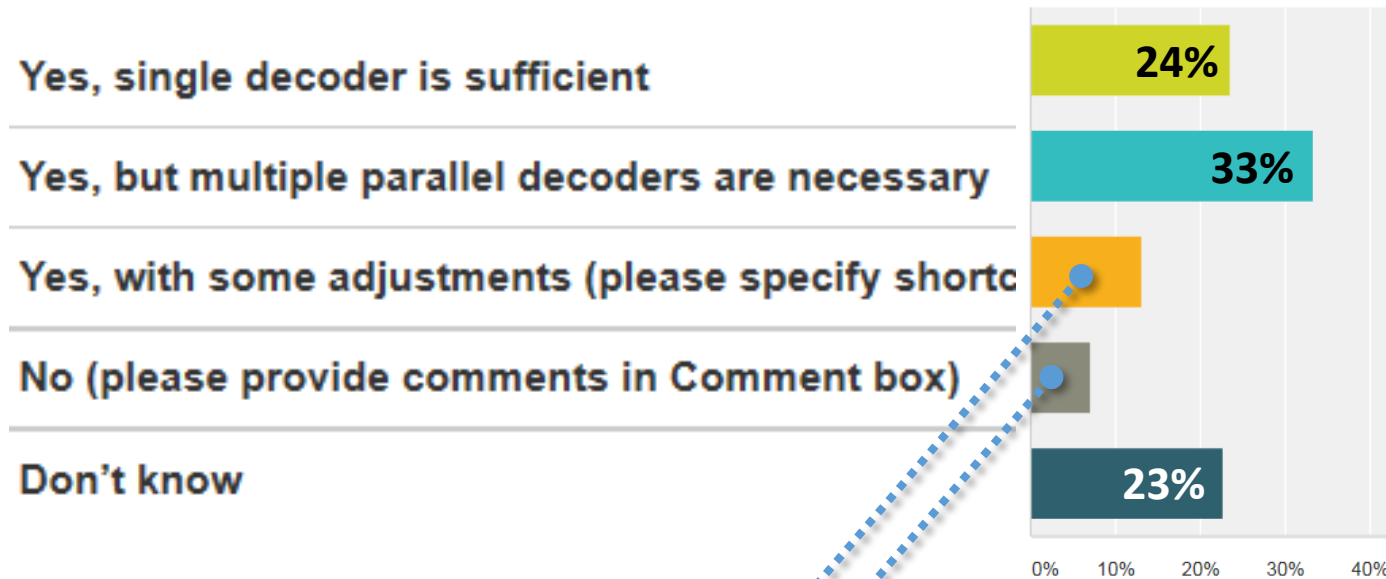 Yes, single decoder is sufficient
24%
Yes, but multiple parallel decoders are necessary
33%
Yes, with some adjustments (please specify shortc
No (please provide comments in Comment box)
Don't know
23%
0% 10% 20% 30% 40%